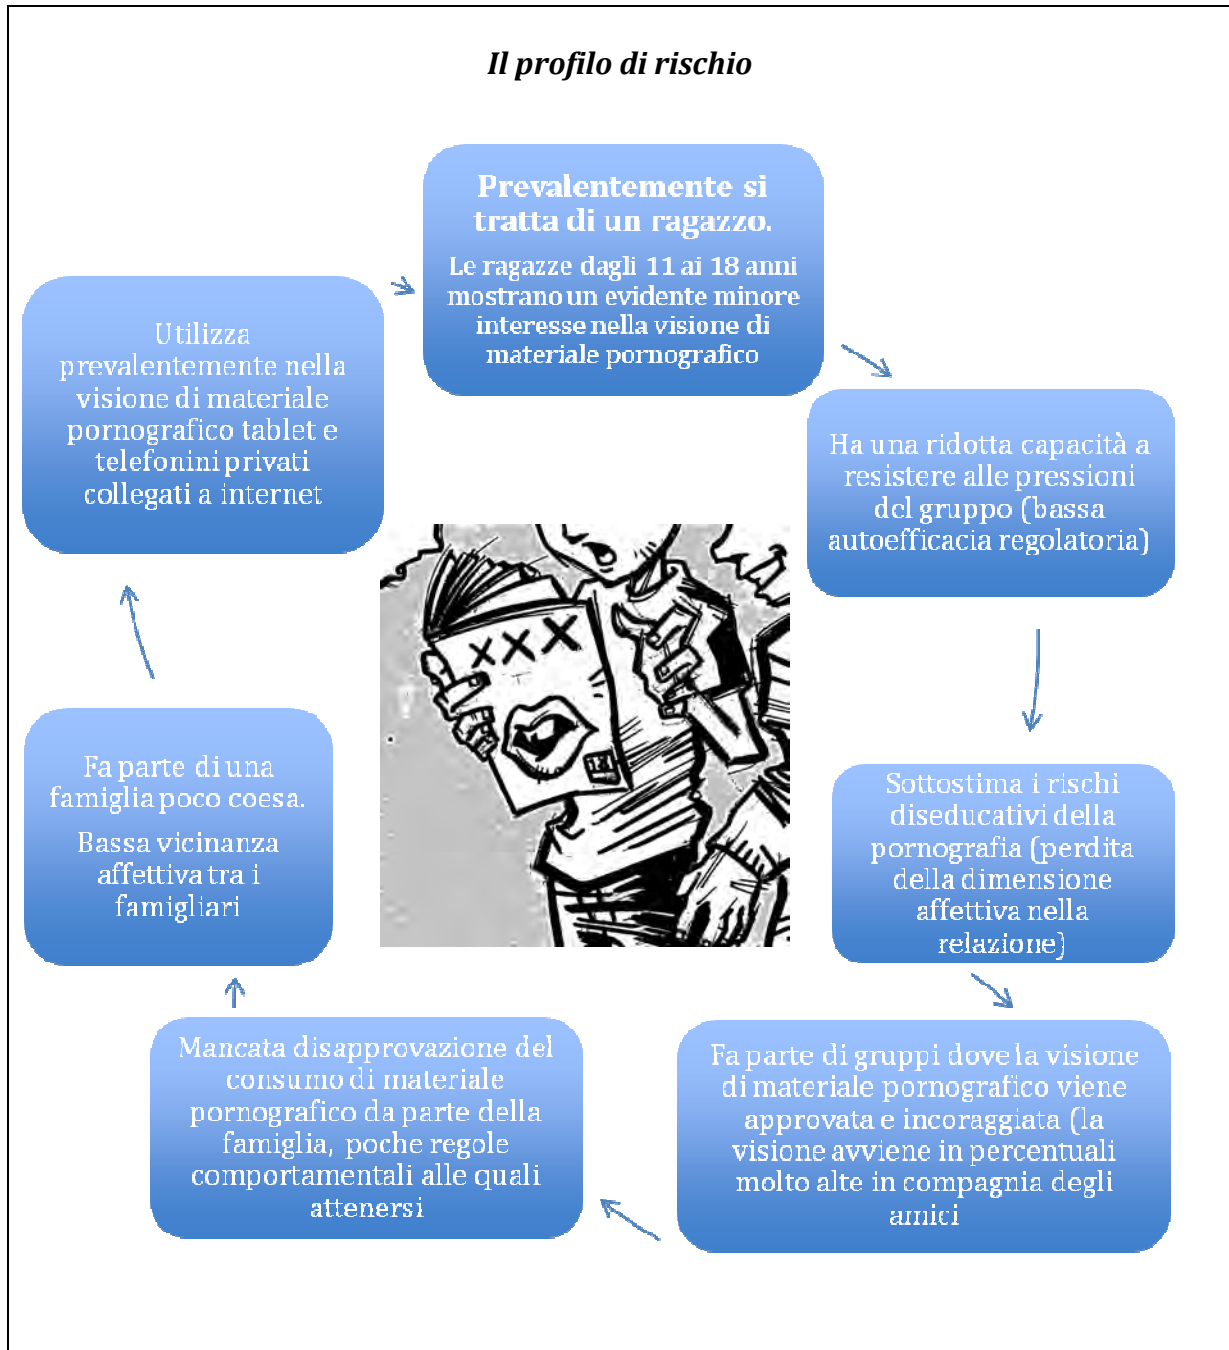 Il profilo di rischio
Prevalentemente si
tratta di un ragazzo.
Le ragazze dagli 11 ai 18 anni
mostrano un evidente minore
interesse nella visione di
materiale pornografico
Ha una ridotta capacità a
resistere alle pressioni
del gruppo (bassa
autoefficacia regolatoria)
Sottostima i rischi
diseducativi della
pornografia (perdita
della dimensione
affettiva nella
relazione)
Fa parte di gruppi dove la visione
di materiale pornografico viene
approvata e incoraggiata (la
visione avviene in percentuali
molto alte in compagnia degli
amici
Mancata disapprovazione del
consumo di materiale
pornografico da parte della
famiglia, poche regole
comportamentali alle quali
attenersi
Fa parte di una
famiglia poco coesa.
Bassa vicinanza
affettiva tra i
famigliari
Utilizza
prevalentemente nella
visione di materiale
pornografico tablet e
telefonini privati
collegati a internet
XXX
18